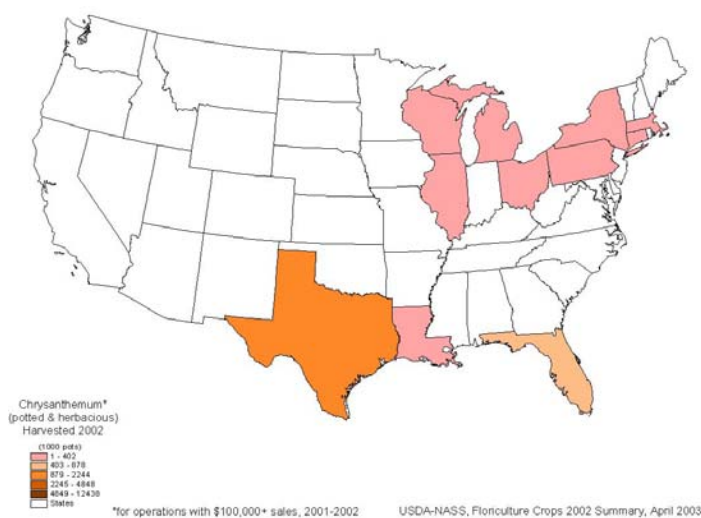 Chrysanthemum*
(potted & herbacious)
Harvested 2002
(1000 pots)
1 - 402
403 - 878
879 - 2244
2245 - 4848
4849 - 12438
States
*for operations with $100,000+ sales, 2001-2002
USDA-NASS, Floriculture Crops 2002 Summary, April 2003